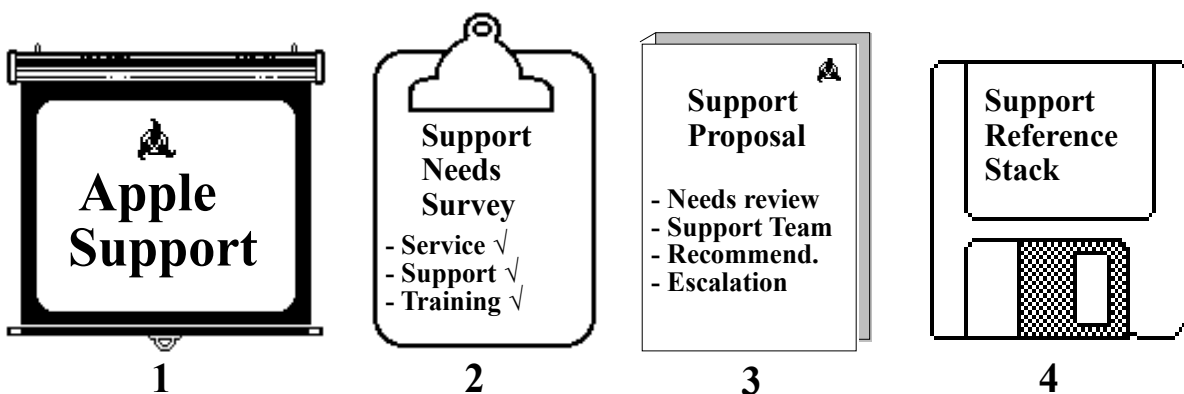 Apple
Support
1
Support
Needs
Survey
- Service √
- Support √
- Training √
2
Support
Proposal
- Needs review
- Support Team
- Recommend.
- Escalation
3
Support
Reference
Stack
4